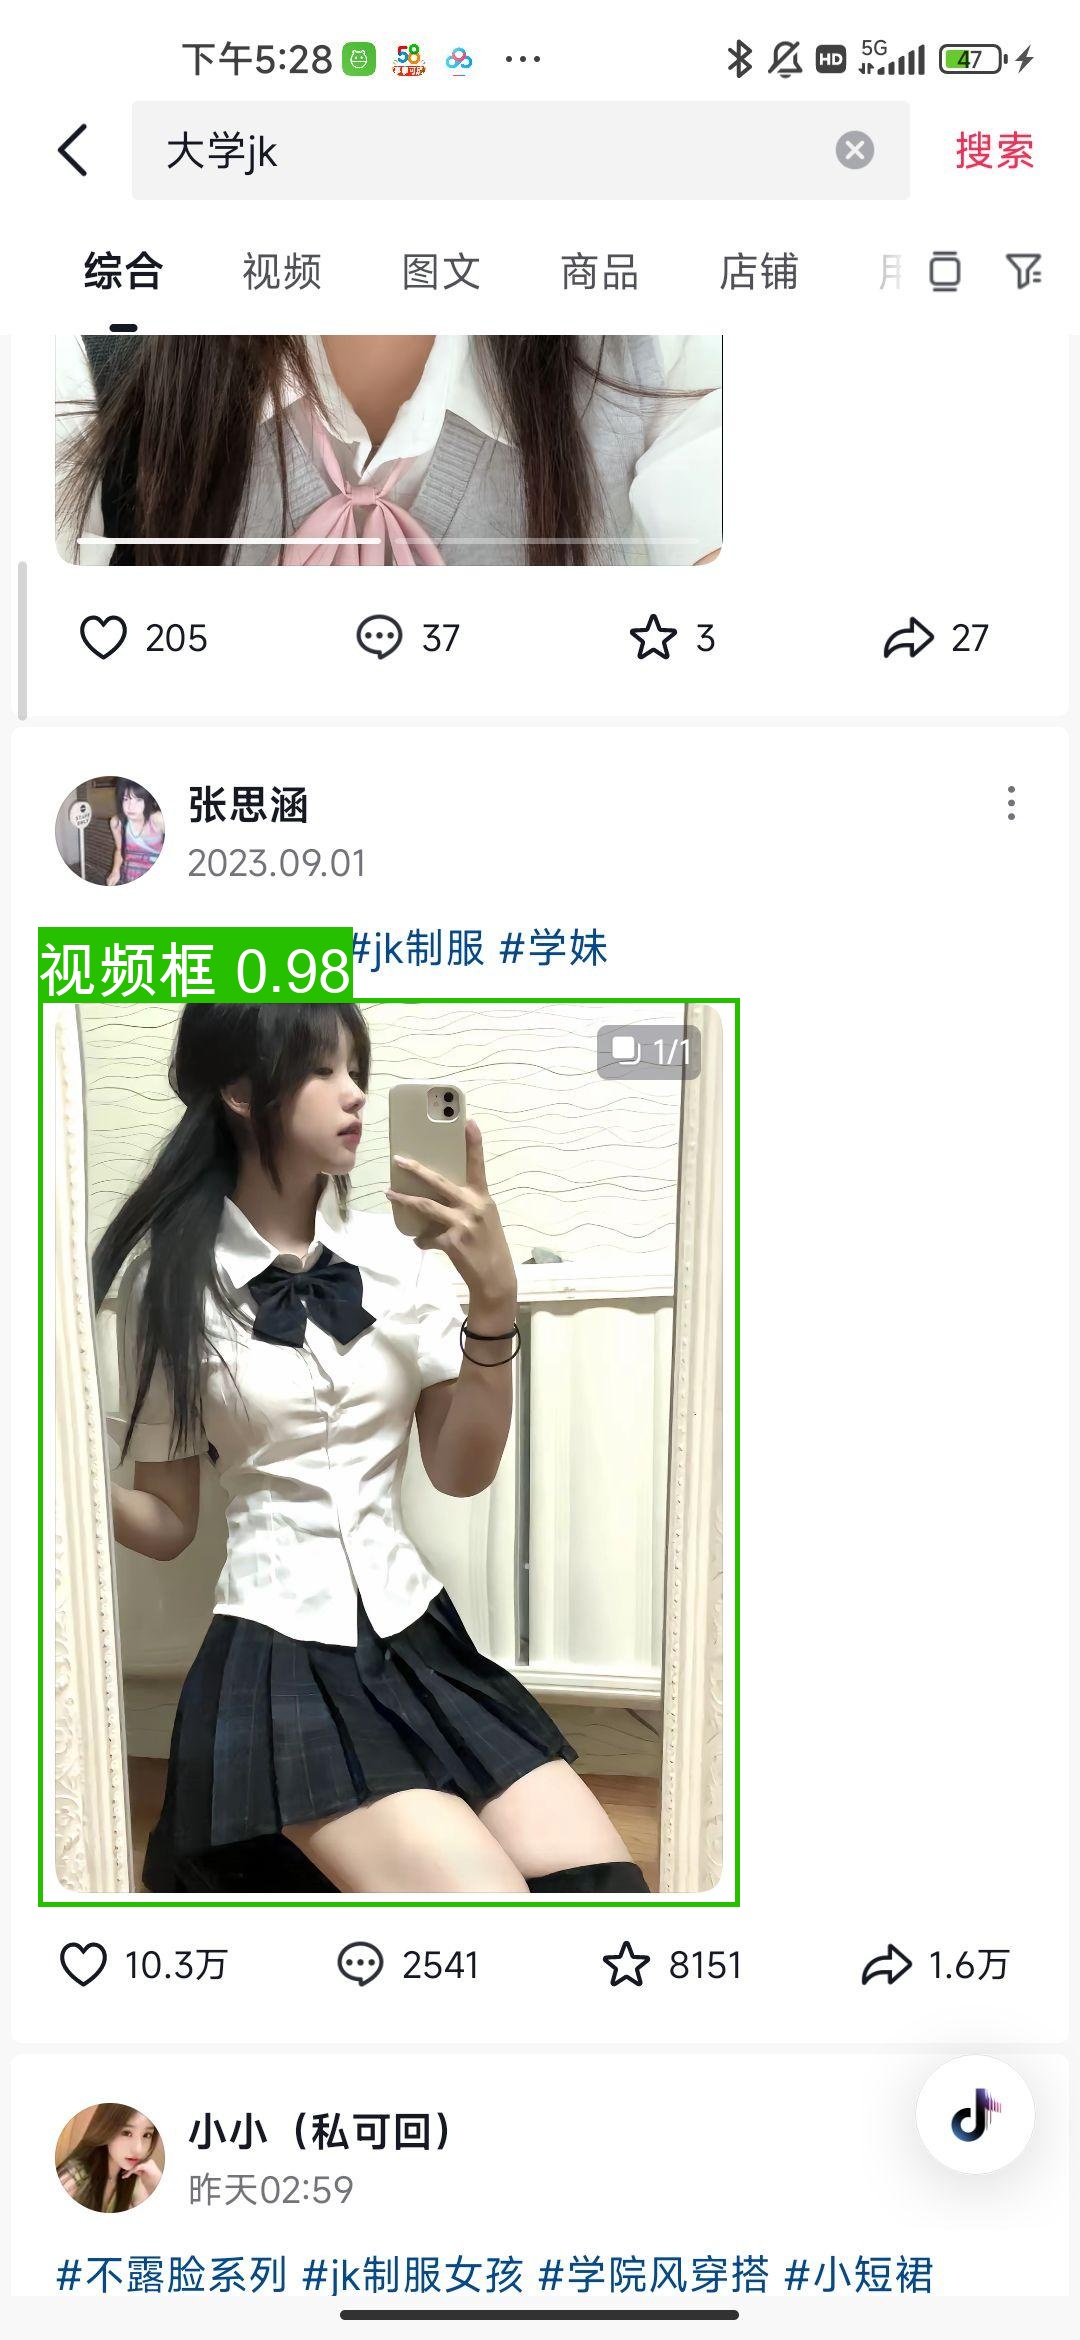 下午5:28 58 ... HD 5G 47
大学jk 搜索
综合 视频 图文 商品 店铺
205 37 3 27
张思涵
2023.09.01
视频框 0.98 #jk制服 #学妹
1/1
10.3万 2541 8151 1.6万
小小（私可回）
昨天02:59
#不露脸系列 #jk制服女孩 #学院风穿搭 #小短裙